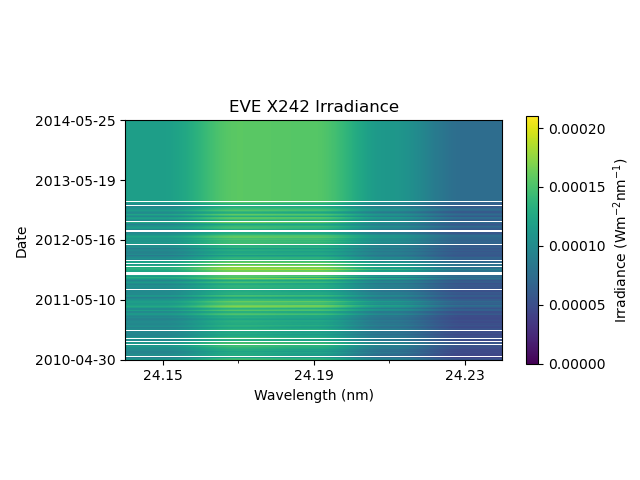 EVE X242 Irradiance
2014-05-25
2013-05-19
2012-05-16
2011-05-10
2010-04-30
Date
24.15 24.19 24.23
Wavelength (nm)
0.00020
0.00015
0.00010
0.00005
0.00000
Irradiance (Wm⁻²nm⁻¹)